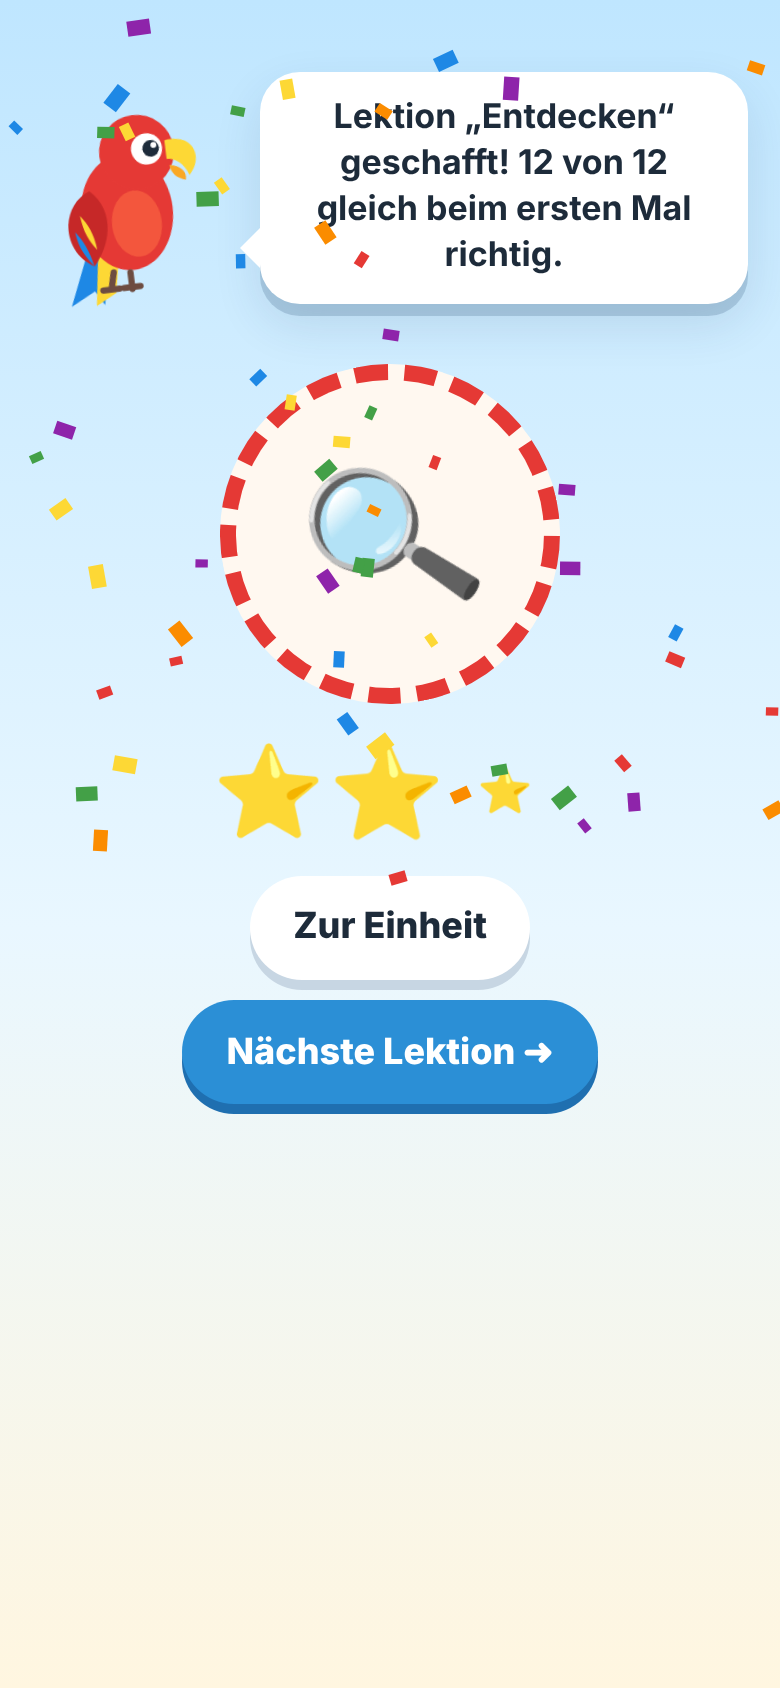 Lektion „Entdecken“
geschafft! 12 von 12
gleich beim ersten Mal
richtig.
Zur Einheit
Nächste Lektion ➜